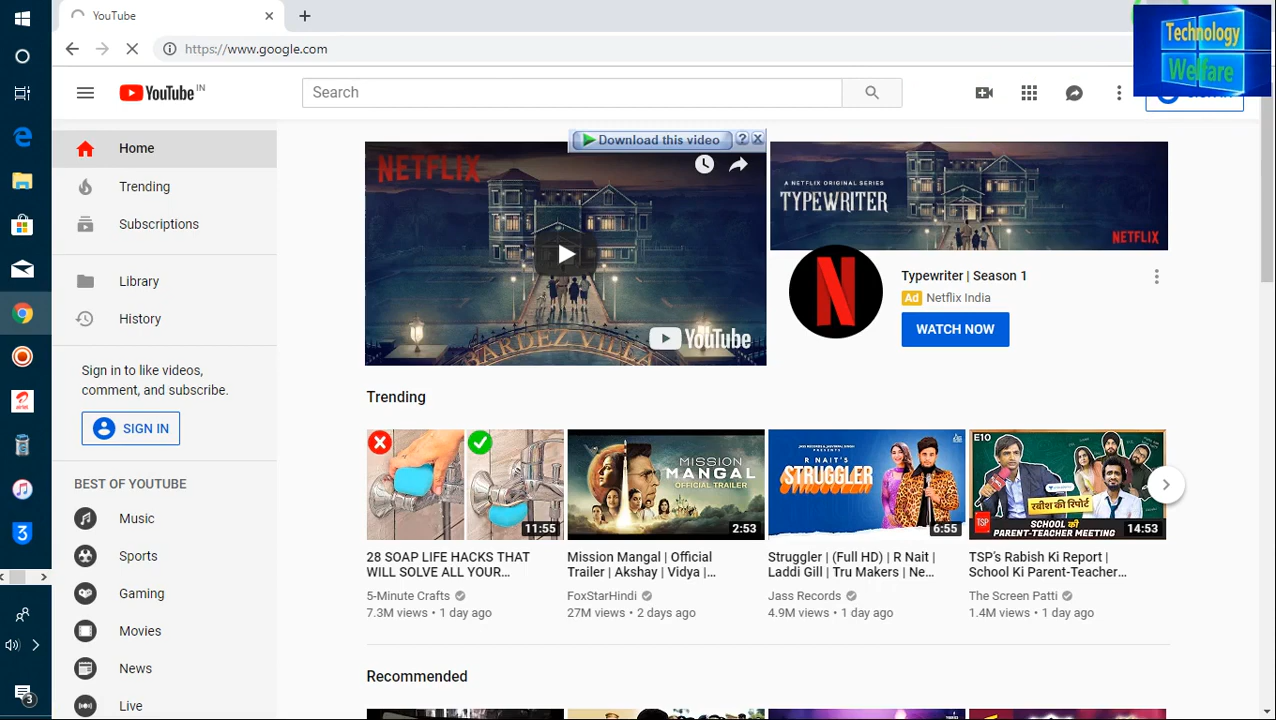 YouTube
https://www.google.com
Technology
Welfare
YouTube IN
Search
Home
Trending
Subscriptions
Library
History
Sign in to like videos,
comment, and subscribe.
SIGN IN
BEST OF YOUTUBE
Music
Sports
Gaming
Movies
News
Live
airtel
3
3
Download this video ?
NETFLIX
BARDEZ VILLA
YouTube
A NETFLIX ORIGINAL SERIES
TYPEWRITER
NETFLIX
N
Typewriter | Season 1
Ad Netflix India
WATCH NOW
Trending
11:55
28 SOAP LIFE HACKS THAT
WILL SOLVE ALL YOUR...
5-Minute Crafts
7.3M views • 1 day ago
MISSION
MANGAL
OFFICIAL TRAILER
2:53
Mission Mangal | Official
Trailer | Akshay | Vidya |...
FoxStarHindi
27M views • 2 days ago
R NAIT'S
STRUGGLER
6:55
Struggler | (Full HD) | R Nait |
Laddi Gill | Tru Makers | Ne...
Jass Records
4.9M views • 1 day ago
E10
रवीश की रिपोर्ट
TSP
SCHOOL की
PARENT-TEACHER MEETING
14:53
TSP's Rabish Ki Report |
School Ki Parent-Teacher...
The Screen Patti
1.4M views • 1 day ago
Recommended